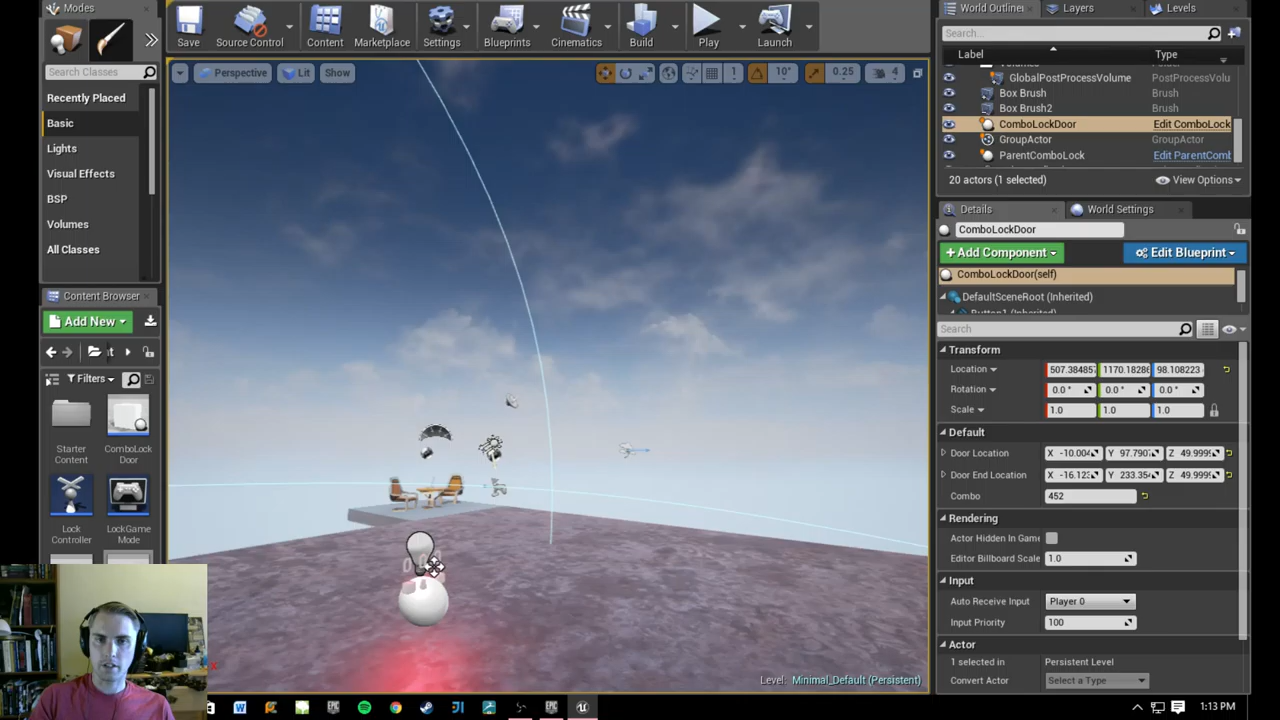 Modes
Save
Source Control
Content
Marketplace
Settings
Blueprints
Cinematics
Build
Play
Launch
Search Classes
Recently Placed
Basic
Lights
Visual Effects
BSP
Volumes
All Classes
Perspective
Lit
Show
1
10°
0.25
4
Content Browser
Add New
Filters
Starter
Content
ComboLock
Door
Lock
Controller
LockGame
Mode
Level: Minimal_Default (Persistent)
World Outliner
Layers
Levels
Search...
Label
Type
GlobalPostProcessVolume
PostProcessVolu
Box Brush
Brush
Box Brush2
Brush
ComboLockDoor
Edit ComboLock
GroupActor
GroupActor
ParentComboLock
Edit ParentComb
20 actors (1 selected)
View Options
Details
World Settings
ComboLockDoor
+Add Component
Edit Blueprint
ComboLockDoor(self)
DefaultSceneRoot (Inherited)
Search
Transform
Location
507.38485
1170.1828
98.108223
Rotation
0.0 °
0.0 °
0.0 °
Scale
1.0
1.0
1.0
Default
Door Location
X -10.004
Y 97.790
Z 49.999
Door End Location
X -16.123
Y 233.35
Z 49.999
Combo
452
Rendering
Actor Hidden In Game
Editor Billboard Scale
1.0
Input
Auto Receive Input
Player 0
Input Priority
100
Actor
1 selected in
Persistent Level
Convert Actor
Select a Type
1:13 PM